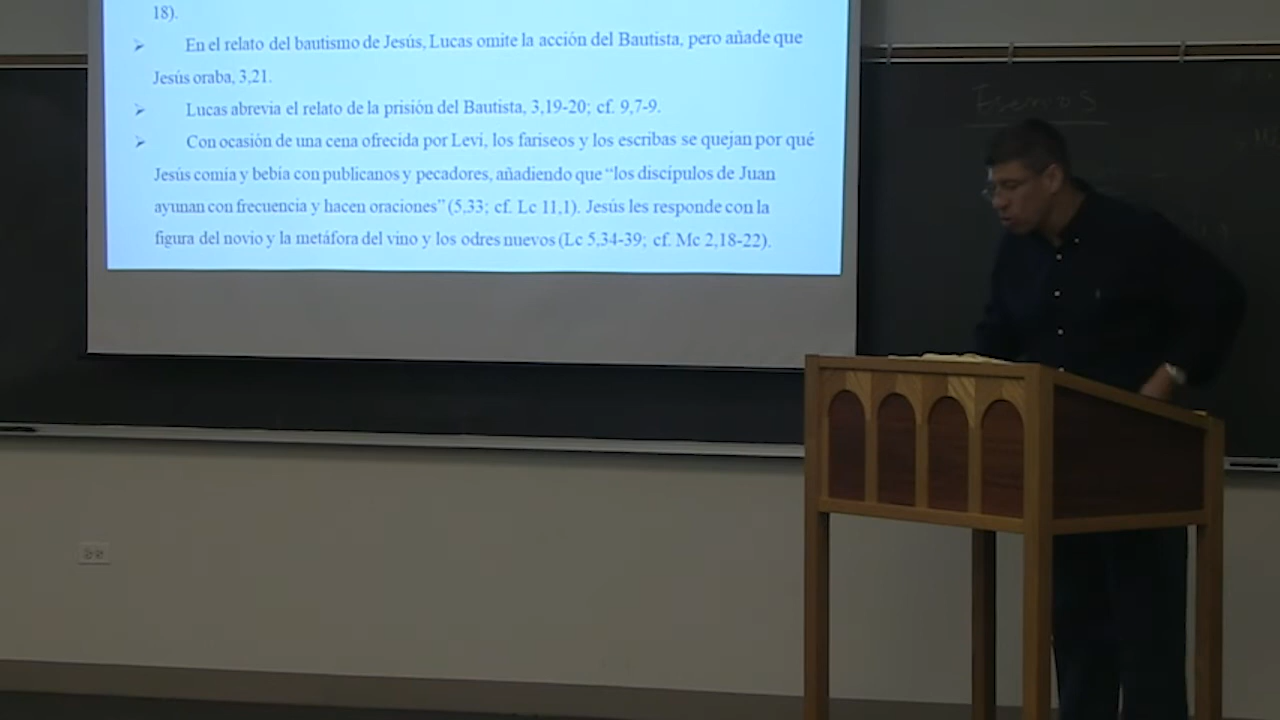 18).
➢ En el relato del bautismo de Jesús, Lucas omite la acción del Bautista, pero añade que
Jesús oraba, 3,21.
➢ Lucas abrevia el relato de la prisión del Bautista, 3,19-20; cf. 9,7-9.
➢ Con ocasión de una cena ofrecida por Leví, los fariseos y los escribas se quejan por qué
Jesús comía y bebía con publicanos y pecadores, añadiendo que “los discípulos de Juan
ayunan con frecuencia y hacen oraciones” (5,33; cf. Lc 11,1). Jesús les responde con la
figura del novio y la metáfora del vino y los odres nuevos (Lc 5,34-39; cf. Mc 2,18-22).
Esenios